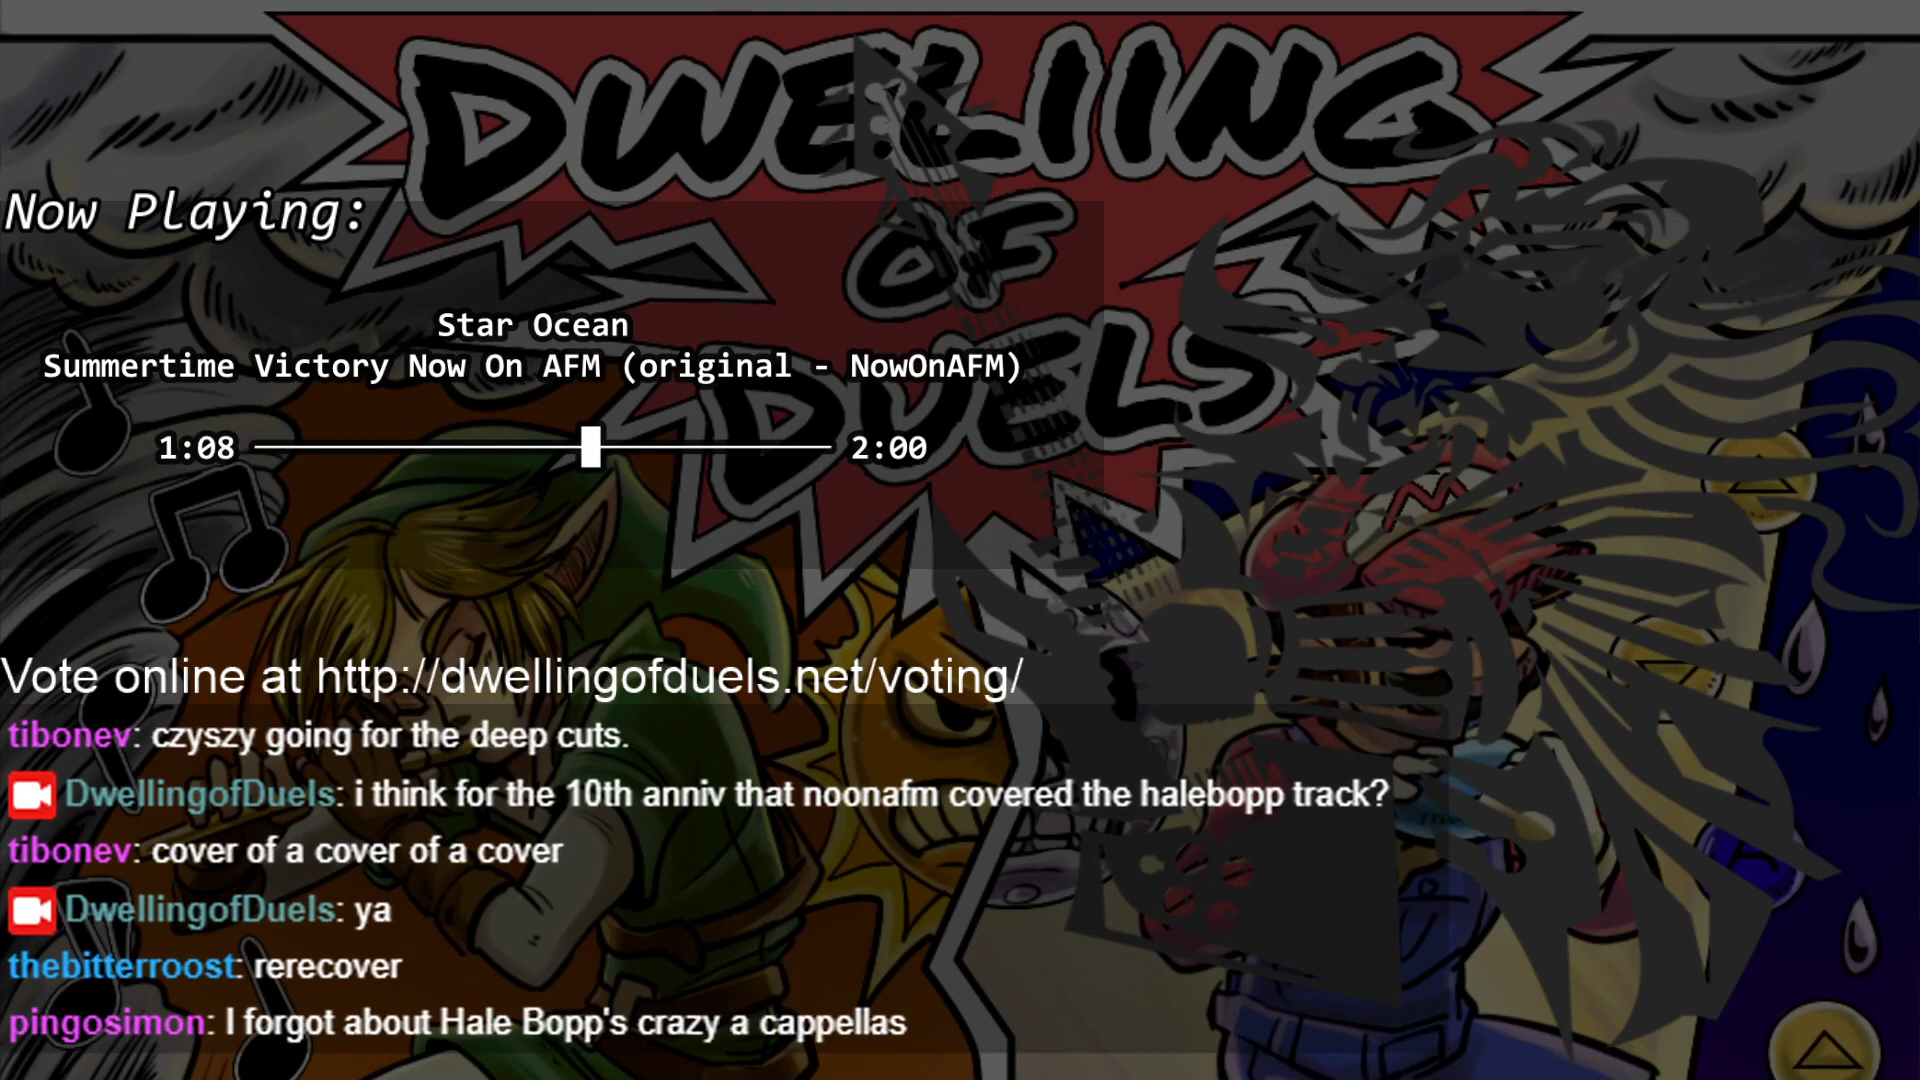 DWELLING
OF
DUELS
Now Playing:
Star Ocean
Summertime Victory Now On AFM (original - NowOnAFM)
1:08 2:00
Vote online at http://dwellingofduels.net/voting/
tibonev: czyszy going for the deep cuts.
DwellingofDuels: i think for the 10th anniv that noonafm covered the halebopp track?
tibonev: cover of a cover of a cover
DwellingofDuels: ya
thebitterroost: rerecover
pingosimon: I forgot about Hale Bopp's crazy a cappellas